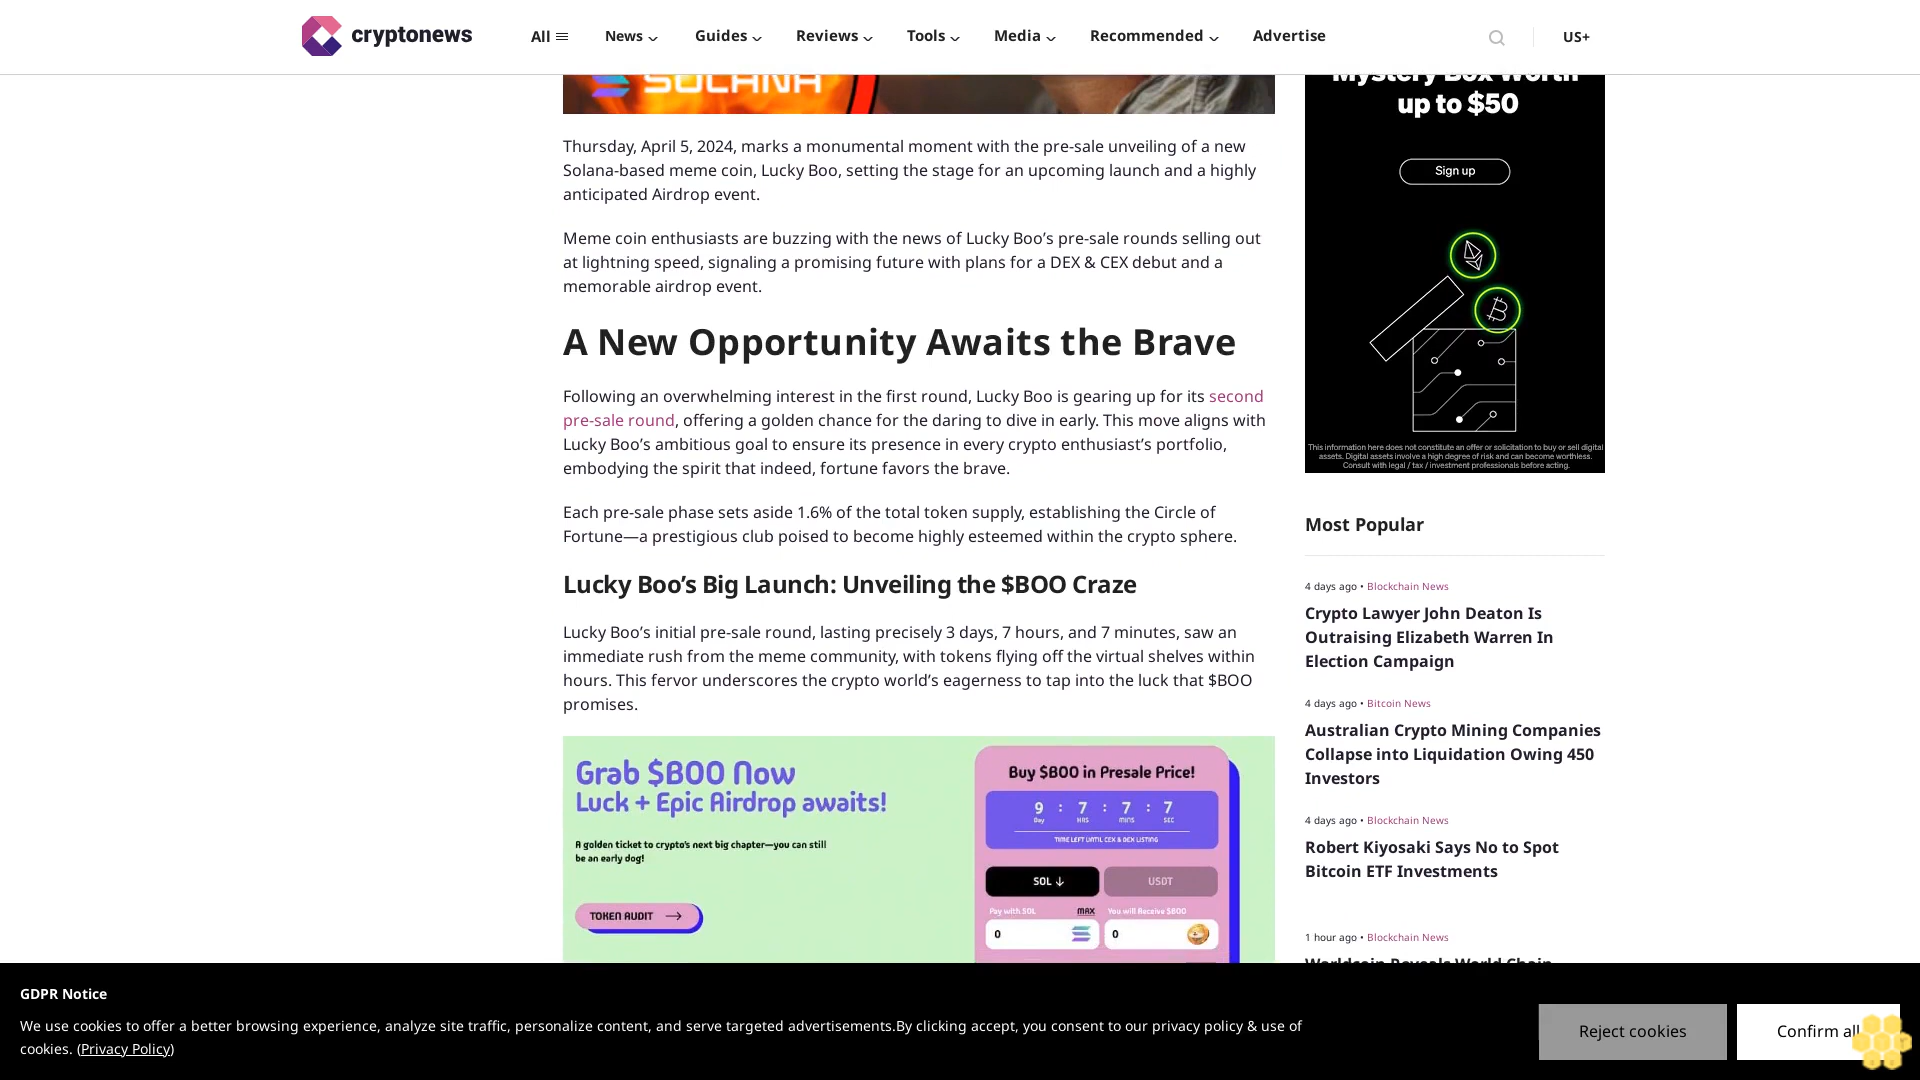 cryptonews
All
News
Guides
Reviews
Tools
Media
Recommended
Advertise
US+
SOLANA
Mystery Box Worth
up to $50
Sign up
This information here does not constitute an offer or solicitation to buy or sell digital
assets. Digital assets involve a high degree of risk and can become worthless.
Consult with legal / tax / investment professionals before acting.
Thursday, April 5, 2024, marks a monumental moment with the pre-sale unveiling of a new
Solana-based meme coin, Lucky Boo, setting the stage for an upcoming launch and a highly
anticipated Airdrop event.
Meme coin enthusiasts are buzzing with the news of Lucky Boo’s pre-sale rounds selling out
at lightning speed, signaling a promising future with plans for a DEX & CEX debut and a
memorable airdrop event.
A New Opportunity Awaits the Brave
Following an overwhelming interest in the first round, Lucky Boo is gearing up for its second
pre-sale round, offering a golden chance for the daring to dive in early. This move aligns with
Lucky Boo’s ambitious goal to ensure its presence in every crypto enthusiast’s portfolio,
embodying the spirit that indeed, fortune favors the brave.
Each pre-sale phase sets aside 1.6% of the total token supply, establishing the Circle of
Fortune—a prestigious club poised to become highly esteemed within the crypto sphere.
Lucky Boo’s Big Launch: Unveiling the $BOO Craze
Lucky Boo’s initial pre-sale round, lasting precisely 3 days, 7 hours, and 7 minutes, saw an
immediate rush from the meme community, with tokens flying off the virtual shelves within
hours. This fervor underscores the crypto world’s eagerness to tap into the luck that $BOO
promises.
Grab $BOO Now
Luck + Epic Airdrop awaits!
A golden ticket to crypto's next big chapter—you can still
be an early dog!
TOKEN AUDIT
Buy $BOO in Presale Price!
9 : 7 : 7 : 7
Day HRS MINS SEC
TIME LEFT UNTIL CEX & DEX LISTING
SOL
USDT
Pay with SOL MAX You will Receive $BOO
0
0
Most Popular
4 days ago • Blockchain News
Crypto Lawyer John Deaton Is
Outraising Elizabeth Warren In
Election Campaign
4 days ago • Bitcoin News
Australian Crypto Mining Companies
Collapse into Liquidation Owing 450
Investors
4 days ago • Blockchain News
Robert Kiyosaki Says No to Spot
Bitcoin ETF Investments
1 hour ago • Blockchain News
Worldcoin Reveals World Chain
GDPR Notice
We use cookies to offer a better browsing experience, analyze site traffic, personalize content, and serve targeted advertisements.By clicking accept, you consent to our privacy policy & use of
cookies. (Privacy Policy)
Reject cookies
Confirm all